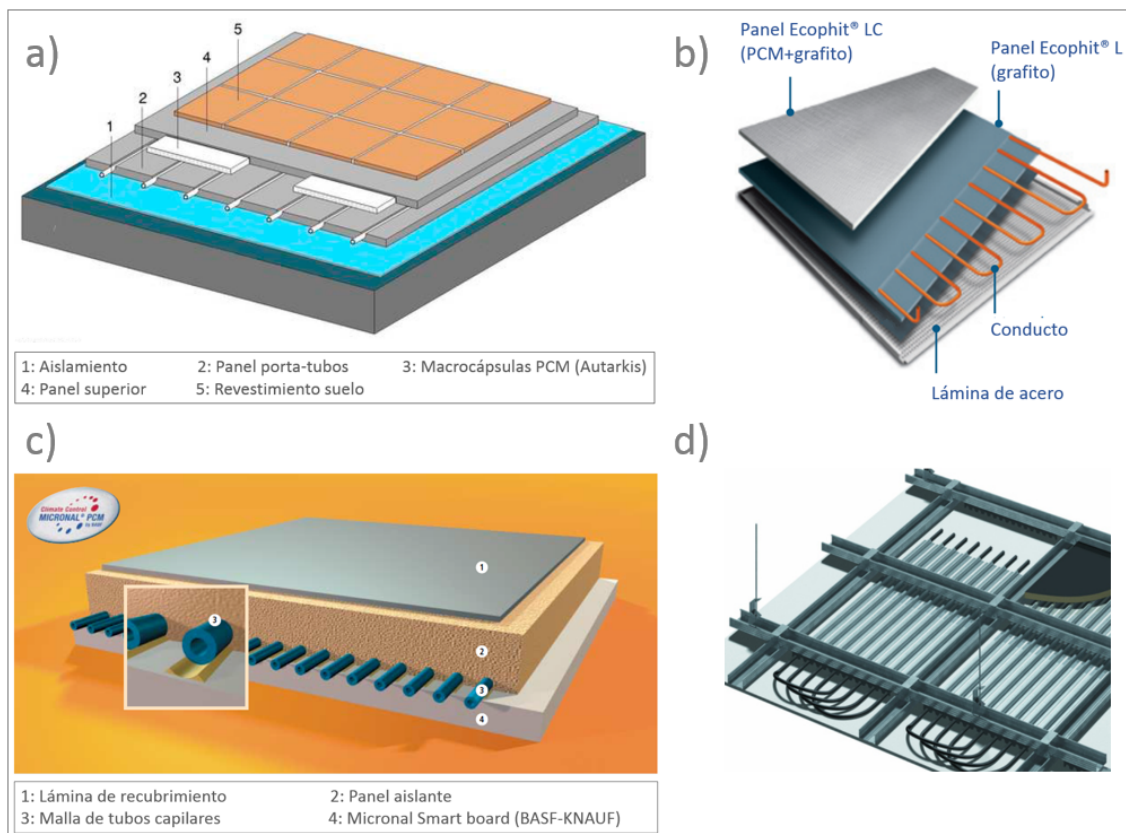 a)
5
4
3
2
1
1: Aislamiento 2: Panel porta-tubos 3: Macrocápsulas PCM (Autarkis)
4: Panel superior 5: Revestimiento suelo
b)
Panel Ecophit® LC
(PCM+grafito)
Panel Ecophit® L
(grafito)
Conducto
Lámina de acero
c)
Climate Control
MICRONAL® PCM
by BASF
1
3
2
3
4
1: Lámina de recubrimiento 2: Panel aislante
3: Malla de tubos capilares 4: Micronal Smart board (BASF-KNAUF)
d)